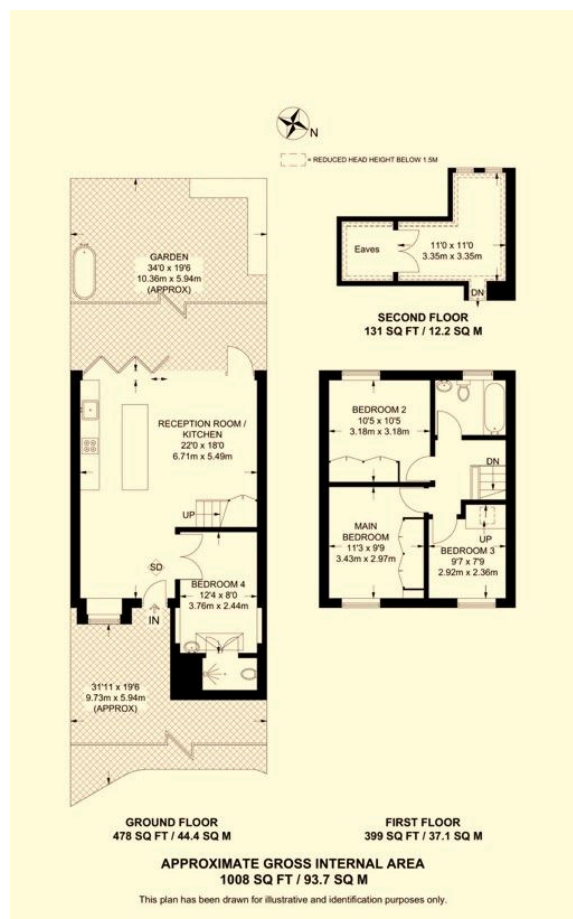 N
= REDUCED HEAD HEIGHT BELOW 1.5M
GARDEN
34'0 x 19'6
10.36m x 5.94m
(APPROX)
Eaves
11'0 x 11'0
3.35m x 3.35m
DN
SECOND FLOOR
131 SQ FT / 12.2 SQ M
RECEPTION ROOM /
KITCHEN
22'0 x 18'0
6.71m x 5.49m
UP
SD
IN
BEDROOM 4
12'4 x 8'0
3.76m x 2.44m
31'11 x 19'6
9.73m x 5.94m
(APPROX)
BEDROOM 2
10'5 x 10'5
3.18m x 3.18m
DN
MAIN
BEDROOM
11'3 x 9'9
3.43m x 2.97m
UP
BEDROOM 3
9'7 x 7'9
2.92m x 2.36m
GROUND FLOOR
478 SQ FT / 44.4 SQ M
FIRST FLOOR
399 SQ FT / 37.1 SQ M
APPROXIMATE GROSS INTERNAL AREA
1008 SQ FT / 93.7 SQ M
This plan has been drawn for illustrative and identification purposes only.